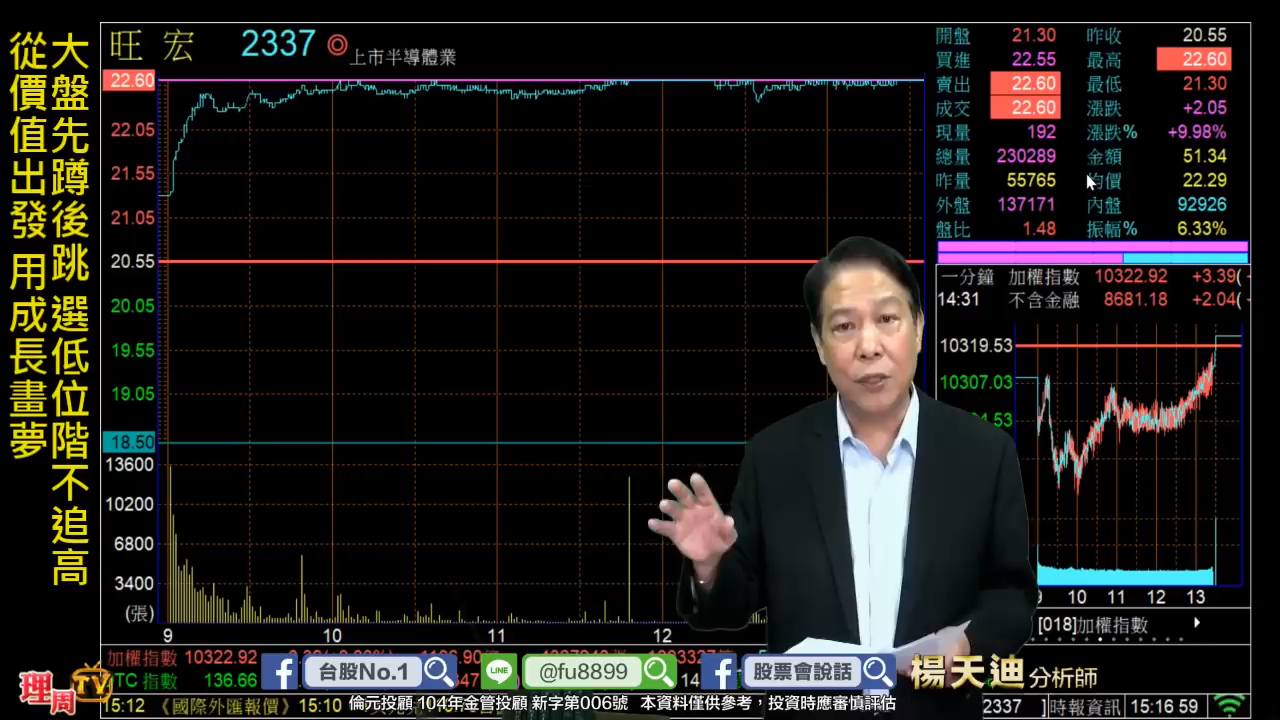 大盤先蹲後跳選低位階不追高
從價值出發用成長畫夢
旺宏 2337 ◎ 上市半導體業
22.60
22.05
21.55
21.05
20.55
20.05
19.55
19.05
18.50
13600
10200
6800
3400
(張)
9 10 11 12
開盤 21.30 昨收 20.55
買進 22.55 最高 22.60
賣出 22.60 最低 21.30
成交 22.60 漲跌 +2.05
現量 192 漲跌% +9.98%
總量 230289 金額 51.34
昨量 55765 均價 22.29
外盤 137171 內盤 92926
盤比 1.48 振幅% 6.33%
一分鐘 加權指數 10322.92 +3.39(
14:31 不含金融 8681.18 +2.04(
10319.53
10307.03
9 10 11 12 13
[018]加權指數
加權指數 10322.92
TC 指數 136.66
理周TV
台股No.1
LINE @fu8899
股票會說話
楊天迪 分析師
15:12 《國際外匯報價》 15:10
倫元投顧 104年金管投顧 新字第006號 本資料僅供參考，投資時應審慎評估
2337 ]時報資訊 15:16 59